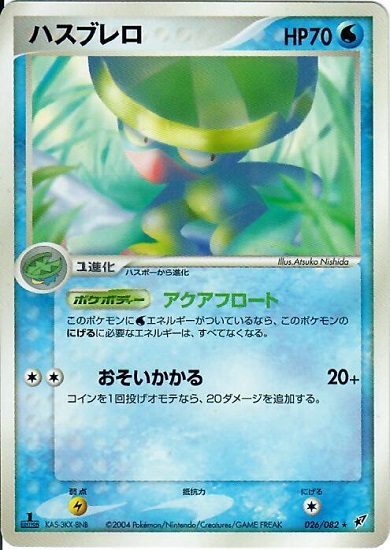 ハスブレロ HP70
Illus.Atsuko Nishida
1進化
ハスボーから進化
ポケボディー アクアフロート
このポケモンにエネルギーがついているなら、このポケモンの
にげるに必要なエネルギーは、すべてなくなる。
おそいかかる 20+
コインを1回投げオモテなら、20ダメージを追加する。
弱点 抵抗力 にげる
1
EDITION
KAS-3KX-8NB ©2004 Pokémon/Nintendo/Creatures/GAME FREAK 026/082 ★